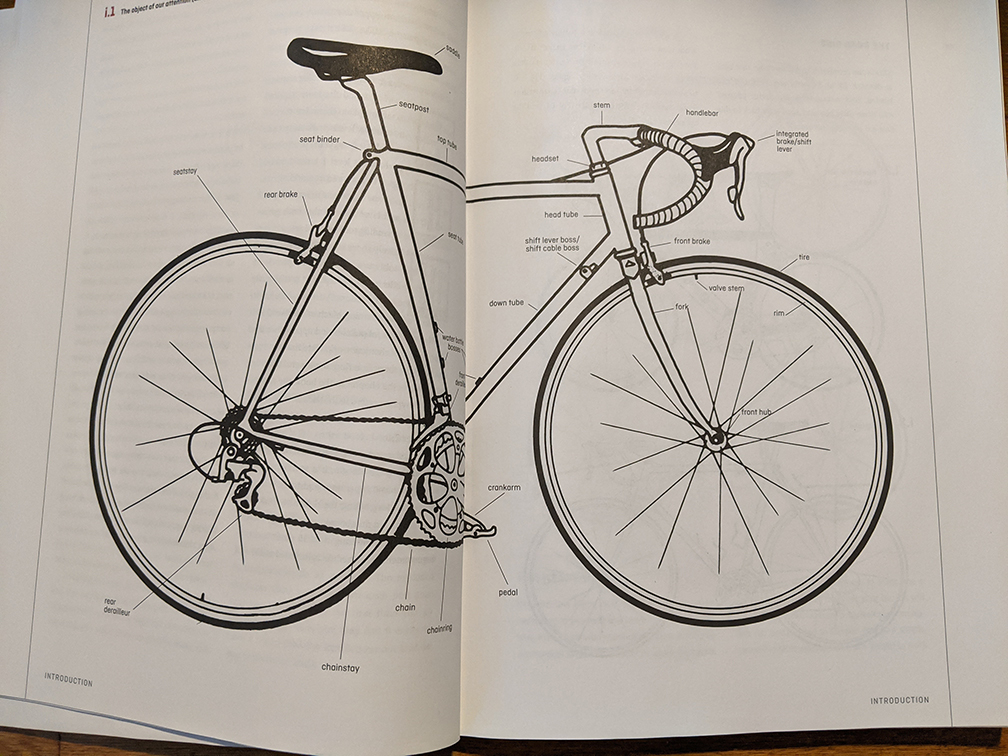 i.1 The object of our attention
saddle
seatpost
seat binder
top tube
seatstay
rear brake
seat tube
water bottle
bosses
front
chain
chainring
rear
derailleur
chainstay
INTRODUCTION
stem
handlebar
integrated
brake/shift
lever
headset
head tube
shift lever boss/
shift cable boss
front brake
tire
valve stem
down tube
fork
rim
front hub
crankarm
pedal
INTRODUCTION